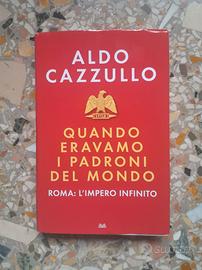 ALDO
CAZZULLO
QUANDO
ERAVAMO
I PADRONI
DEL MONDO
ROMA: L'IMPERO INFINITO